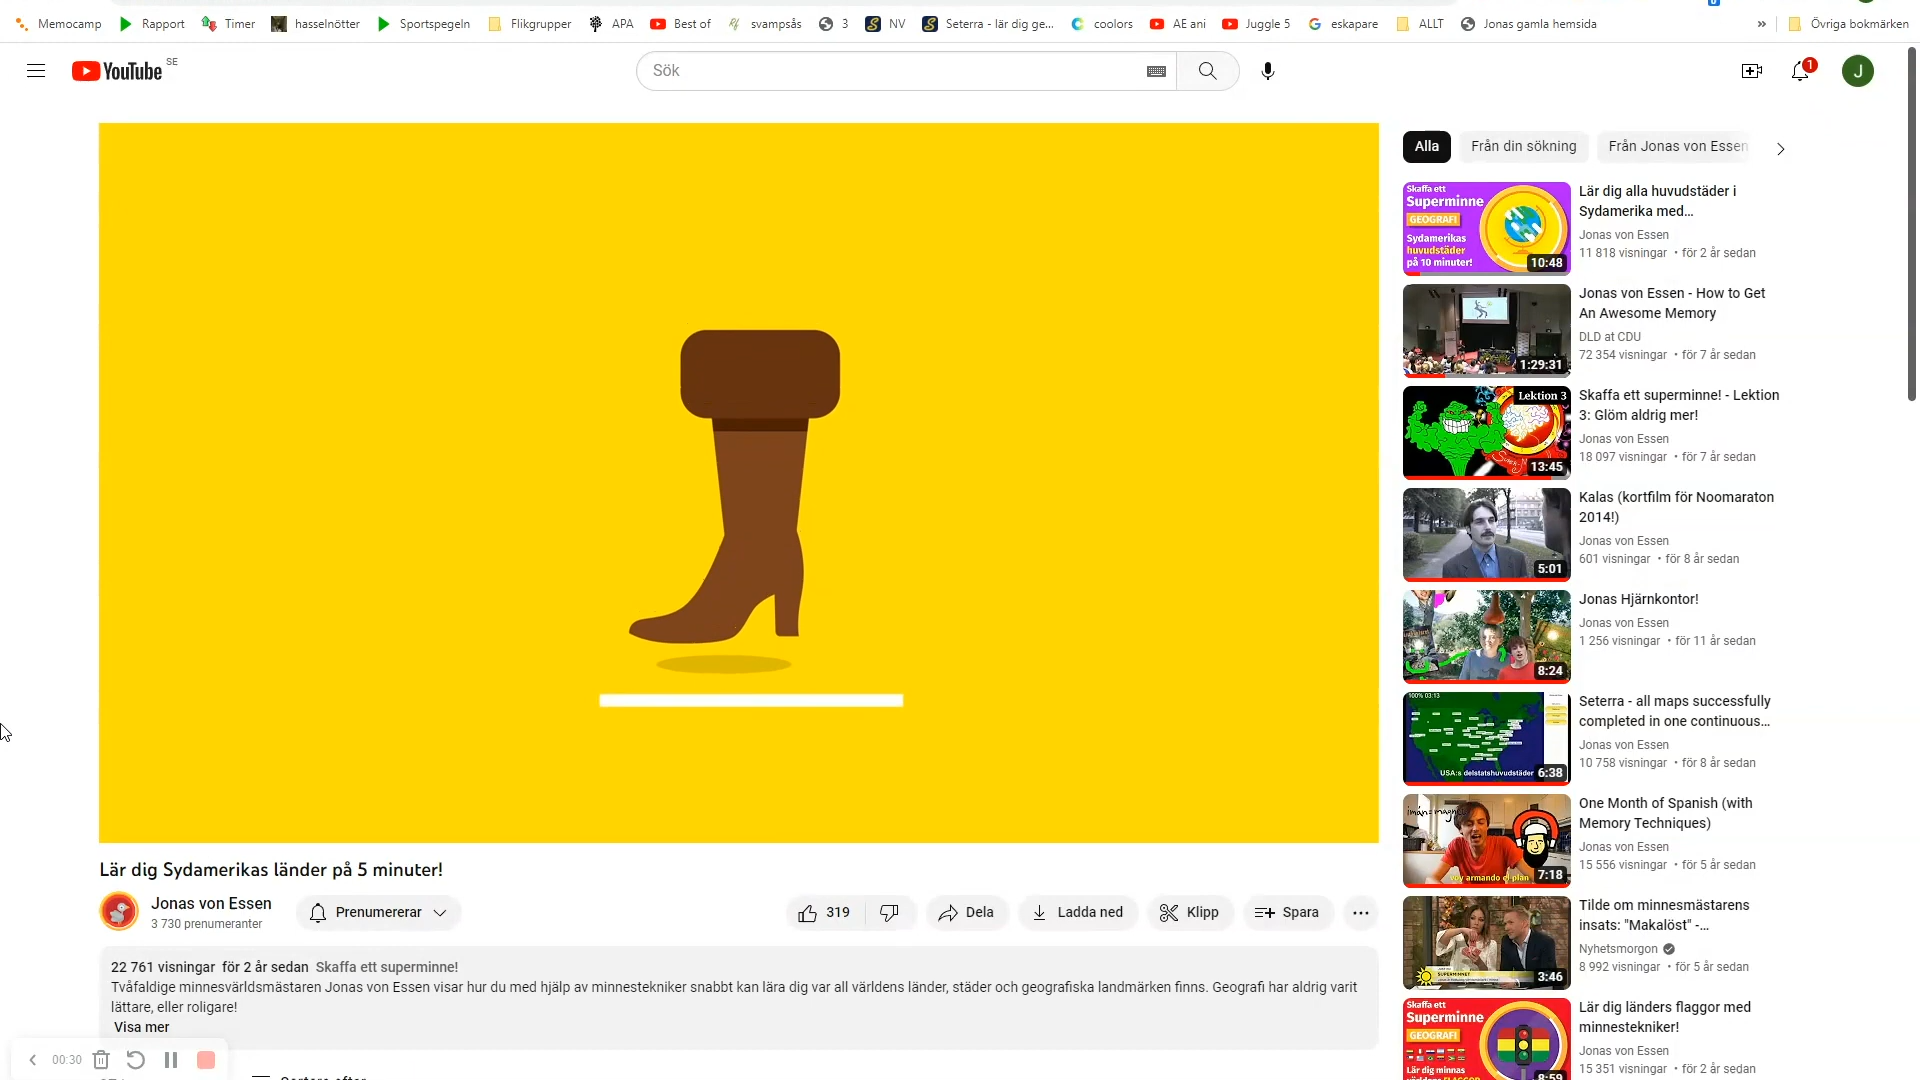 Memocamp Rapport Timer hasselnötter Sportspegeln Flikgrupper APA Best of svampsås 3 NV Seterra - lär dig ge... coolors AE ani Juggle 5 eskapare ALLT Jonas gamla hemsida » Övriga bokmärken
YouTube SE
Sök
1
J
Alla Från din sökning Från Jonas von Essen
Skaffa ett
Superminne
GEOGRAFI
Sydamerikas
huvudstäder
på 10 minuter!
10:48
Lär dig alla huvudstäder i
Sydamerika med...
Jonas von Essen
11 818 visningar • för 2 år sedan
1:29:31
Jonas von Essen - How to Get
An Awesome Memory
DLD at CDU
72 354 visningar • för 7 år sedan
Lektion 3
13:45
Skaffa ett superminne! - Lektion
3: Glöm aldrig mer!
Jonas von Essen
18 097 visningar • för 7 år sedan
5:01
Kalas (kortfilm för Noomaraton
2014!)
Jonas von Essen
601 visningar • för 8 år sedan
8:24
Jonas Hjärnkontor!
Jonas von Essen
1 256 visningar • för 11 år sedan
100% 03:13
USA:s delstatshuvudstäder
6:38
Seterra - all maps successfully
completed in one continuous...
Jonas von Essen
10 758 visningar • för 8 år sedan
voy armando el plan
7:18
One Month of Spanish (with
Memory Techniques)
Jonas von Essen
15 556 visningar • för 5 år sedan
SUPERMINNET
3:46
Tilde om minnesmästarens
insats: "Makalöst" -...
Nyhetsmorgon
8 992 visningar • för 5 år sedan
Skaffa ett
Superminne
GEOGRAFI
Lär dig minnas
8:59
Lär dig länders flaggor med
minnestekniker!
Jonas von Essen
15 351 visningar • för 2 år sedan
Lär dig Sydamerikas länder på 5 minuter!
Jonas von Essen
3 730 prenumeranter
Prenumererar
319
Dela
Ladda ned
Klipp
Spara
22 761 visningar för 2 år sedan Skaffa ett superminne!
Tvåfaldige minnesvärldsmästaren Jonas von Essen visar hur du med hjälp av minnestekniker snabbt kan lära dig var all världens länder, städer och geografiska landmärken finns. Geografi har aldrig varit
lättare, eller roligare!
Visa mer
00:30